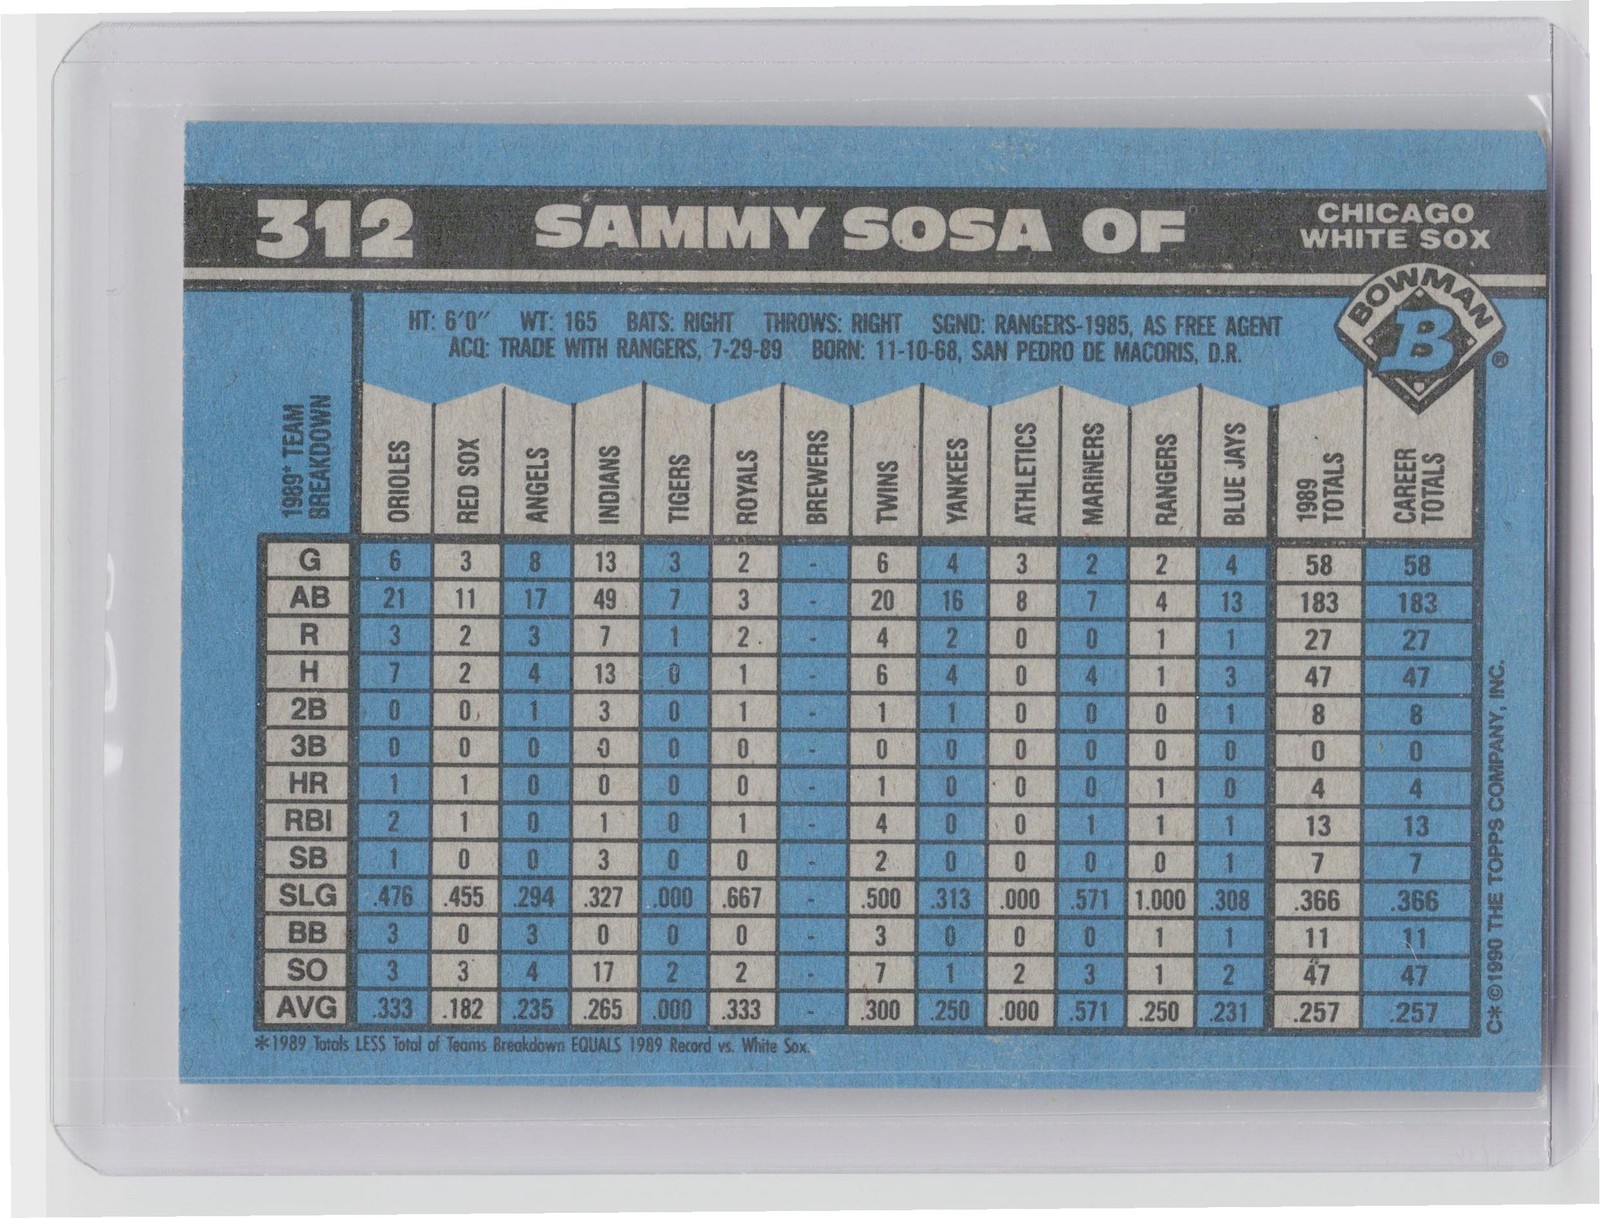 312 SAMMY SOSA OF CHICAGO WHITE SOX
BOWMAN B ®
HT: 6'0" WT: 165 BATS: RIGHT THROWS: RIGHT SGND: RANGERS-1985, AS FREE AGENT
ACQ: TRADE WITH RANGERS, 7-29-89 BORN: 11-10-68, SAN PEDRO DE MACORIS, D.R.
1989* TEAM BREAKDOWN ORIOLES RED SOX ANGELS INDIANS TIGERS ROYALS BREWERS TWINS YANKEES ATHLETICS MARINERS RANGERS BLUE JAYS 1989 TOTALS CAREER TOTALS
G 6 3 8 13 3 2 - 6 4 3 2 2 4 58 58
AB 21 11 17 49 7 3 - 20 16 8 7 4 13 183 183
R 3 2 3 7 1 2 - 4 2 0 0 1 1 27 27
H 7 2 4 13 0 1 - 6 4 0 4 1 3 47 47
2B 0 0 1 3 0 1 - 1 1 0 0 0 1 8 8
3B 0 0 0 0 0 0 - 0 0 0 0 0 0 0 0
HR 1 1 0 0 0 0 - 1 0 0 0 1 0 4 4
RBI 2 1 0 1 0 1 - 4 0 0 1 1 1 13 13
SB 1 0 0 3 0 0 - 2 0 0 0 0 1 7 7
SLG .476 .455 .294 .327 .000 .667 - .500 .313 .000 .571 1.000 .308 .366 .366
BB 3 0 3 0 0 0 - 3 0 0 0 1 1 11 11
SO 3 3 4 17 2 2 - 7 1 2 3 1 2 47 47
AVG .333 .182 .235 .265 .000 .333 - .300 .250 .000 .571 .250 .231 .257 .257
*1989 Totals LESS Total of Teams Breakdown EQUALS 1989 Record vs. White Sox.
C* © 1990 THE TOPPS COMPANY, INC.